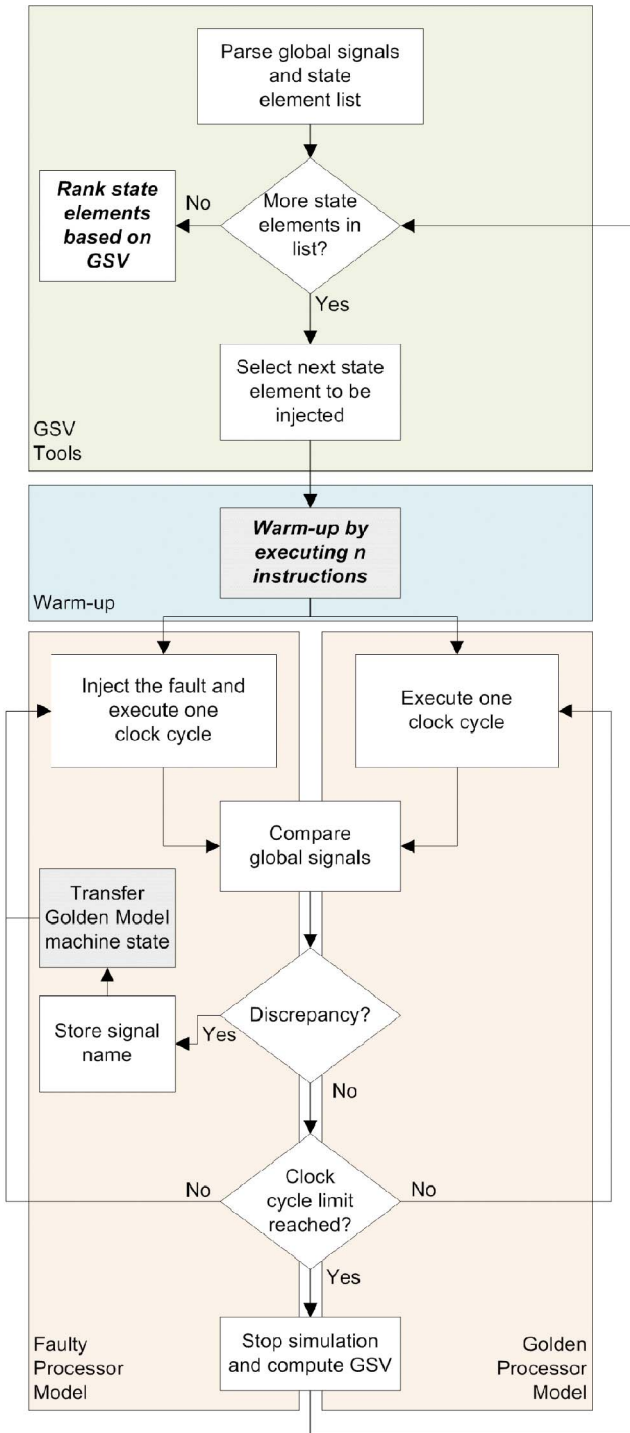 Parse global signals
and state
element list
Rank state
elements
based on
GSV
No
More state
elements in
list?
Yes
Select next state
element to be
injected
GSV
Tools
Warm-up by
executing n
instructions
Warm-up
Inject the fault and
execute one
clock cycle
Execute one
clock cycle
Compare
global signals
Transfer
Golden Model
machine state
Discrepancy?
Yes
Store signal
name
No
Clock
cycle limit
reached?
No
No
Yes
Stop simulation
and compute GSV
Faulty
Processor
Model
Golden
Processor
Model